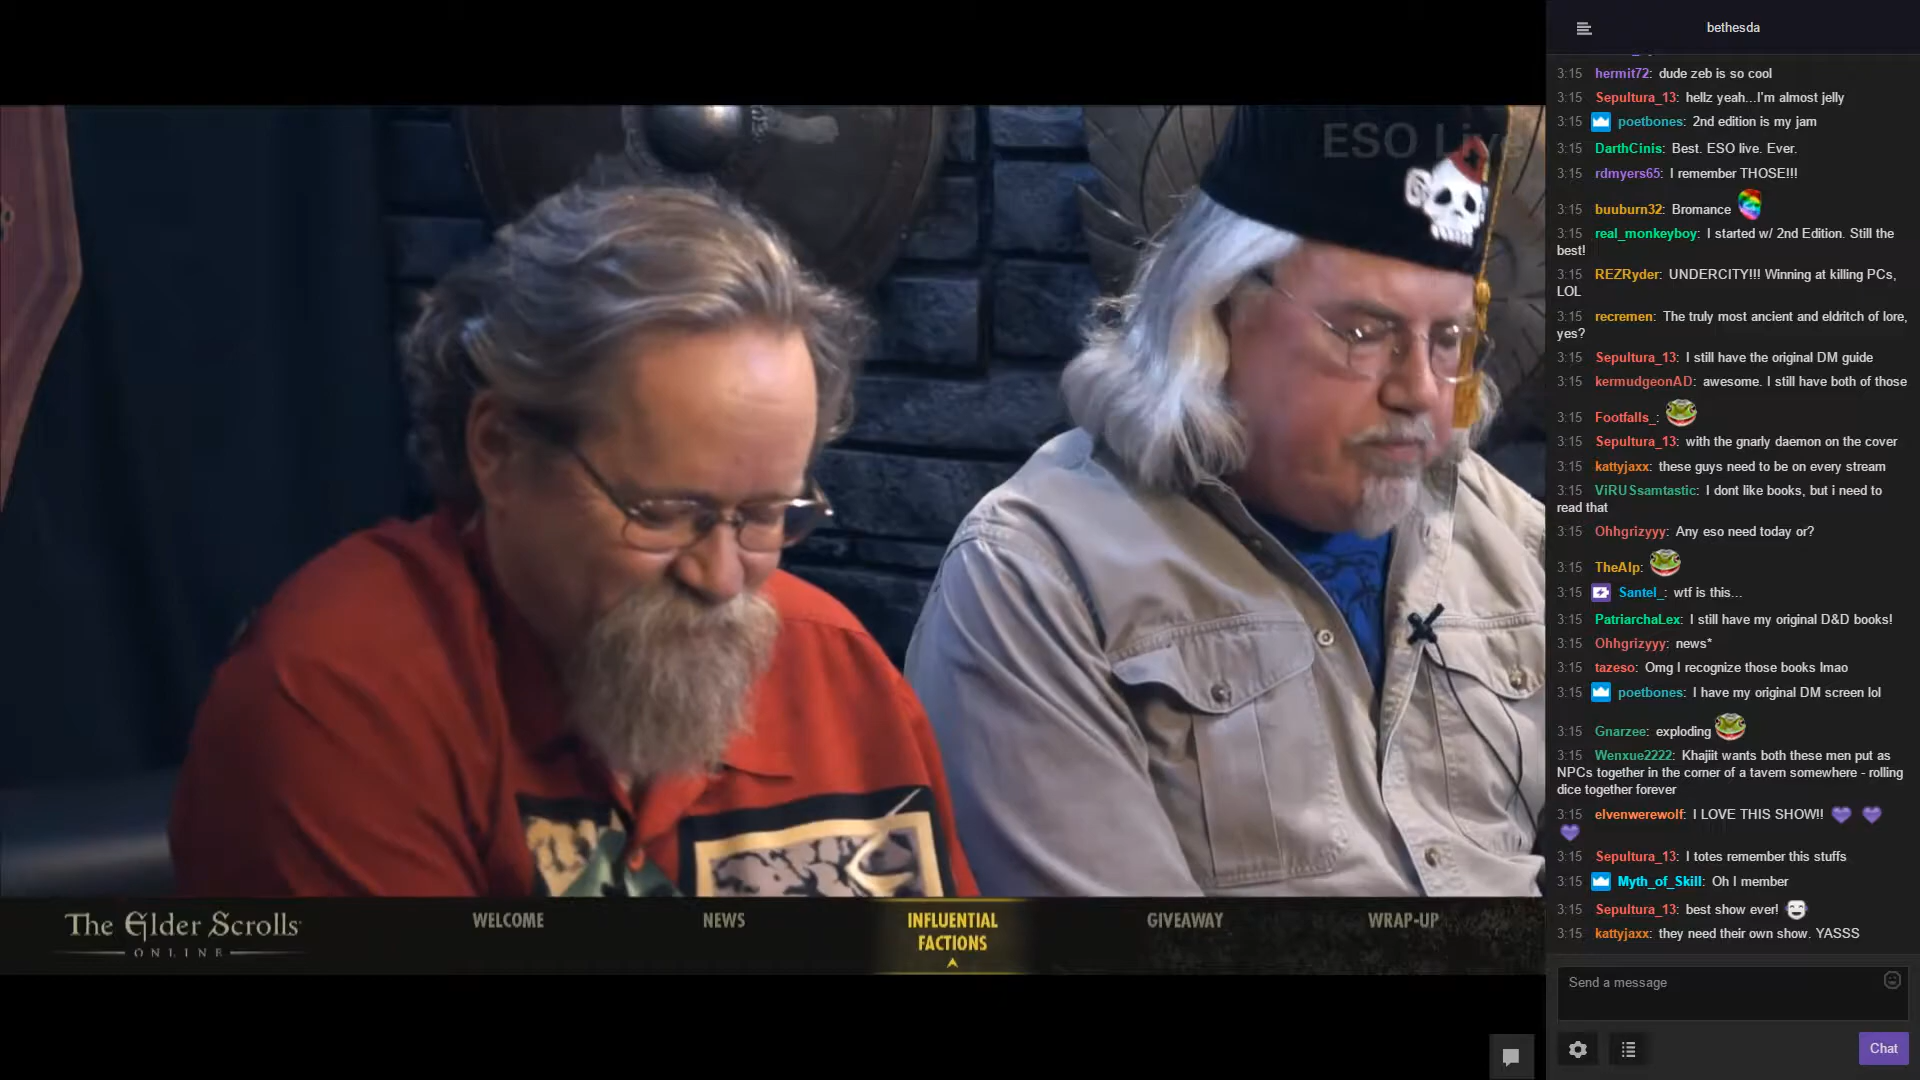 ESO Live
The Elder Scrolls
ONLINE
WELCOME
NEWS
INFLUENTIAL
FACTIONS
GIVEAWAY
WRAP-UP
bethesda
3:15 hermit72: dude zeb is so cool
3:15 Sepultura_13: hellz yeah...I'm almost jelly
3:15 poetbones: 2nd edition is my jam
3:15 DarthCinis: Best. ESO live. Ever.
3:15 rdmyers65: I remember THOSE!!!
3:15 buuburn32: Bromance
3:15 real_monkeyboy: I started w/ 2nd Edition. Still the
best!
3:15 REZRyder: UNDERCITY!!! Winning at killing PCs,
LOL
3:15 recremen: The truly most ancient and eldritch of lore,
yes?
3:15 Sepultura_13: I still have the original DM guide
3:15 kermudgeonAD: awesome. I still have both of those
3:15 Footfalls_:
3:15 Sepultura_13: with the gnarly daemon on the cover
3:15 kattyjaxx: these guys need to be on every stream
3:15 ViRUSsamtastic: I dont like books, but i need to
read that
3:15 Ohhgrizyyy: Any eso need today or?
3:15 TheAlp:
3:15 Santel_: wtf is this...
3:15 PatriarchaLex: I still have my original D&D books!
3:15 Ohhgrizyyy: news*
3:15 tazeso: Omg I recognize those books lmao
3:15 poetbones: I have my original DM screen lol
3:15 Gnarzee: exploding
3:15 Wenxue2222: Khajiit wants both these men put as
NPCs together in the corner of a tavern somewhere - rolling
dice together forever
3:15 elvenwerewolf: I LOVE THIS SHOW!!
3:15 Sepultura_13: I totes remember this stuffs
3:15 Myth_of_Skill: Oh I member
3:15 Sepultura_13: best show ever!
3:15 kattyjaxx: they need their own show. YASSS
Send a message
Chat